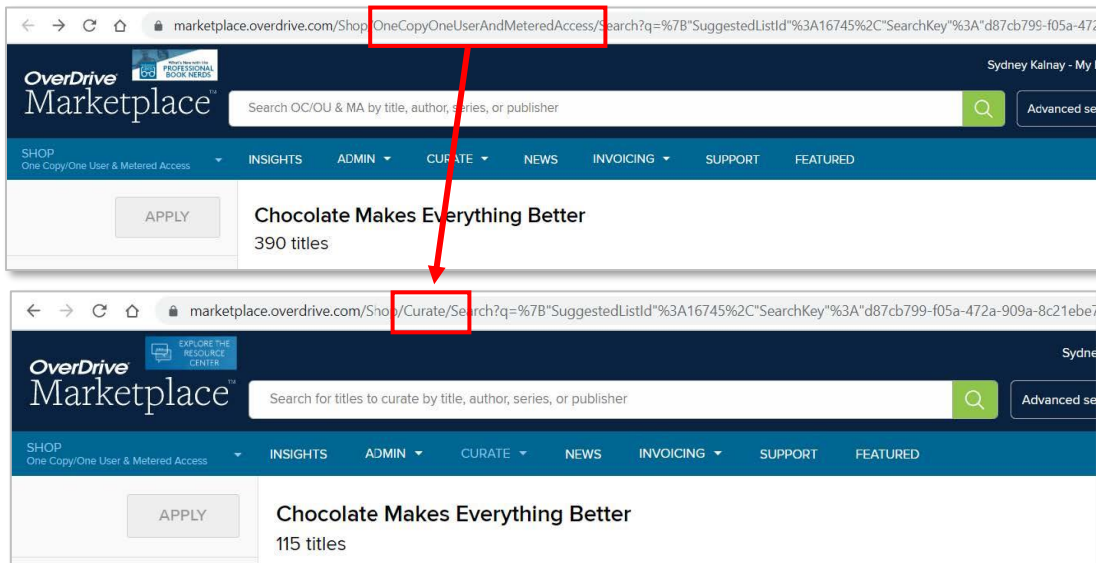 marketplace.overdrive.com/Shop/OneCopyOneUserAndMeteredAccess/Search?q=%7B"SuggestedListId"%3A16745%2C"SearchKey"%3A"d87cb799-f05a-472
What's New with the
PROFESSIONAL
BOOK NERDS
Sydney Kalnay - My
OverDrive
Marketplace™
Search OC/OU & MA by title, author, series, or publisher
Advanced se
SHOP
One Copy/One User & Metered Access
INSIGHTS ADMIN CURATE NEWS INVOICING SUPPORT FEATURED
APPLY
Chocolate Makes Everything Better
390 titles
marketplace.overdrive.com/Shop/Curate/Search?q=%7B"SuggestedListId"%3A16745%2C"SearchKey"%3A"d87cb799-f05a-472a-909a-8c21ebe7
EXPLORE THE
RESOURCE
CENTER
Sydne
OverDrive
Marketplace™
Search for titles to curate by title, author, series, or publisher
Advanced se
SHOP
One Copy/One User & Metered Access
INSIGHTS ADMIN CURATE NEWS INVOICING SUPPORT FEATURED
APPLY
Chocolate Makes Everything Better
115 titles